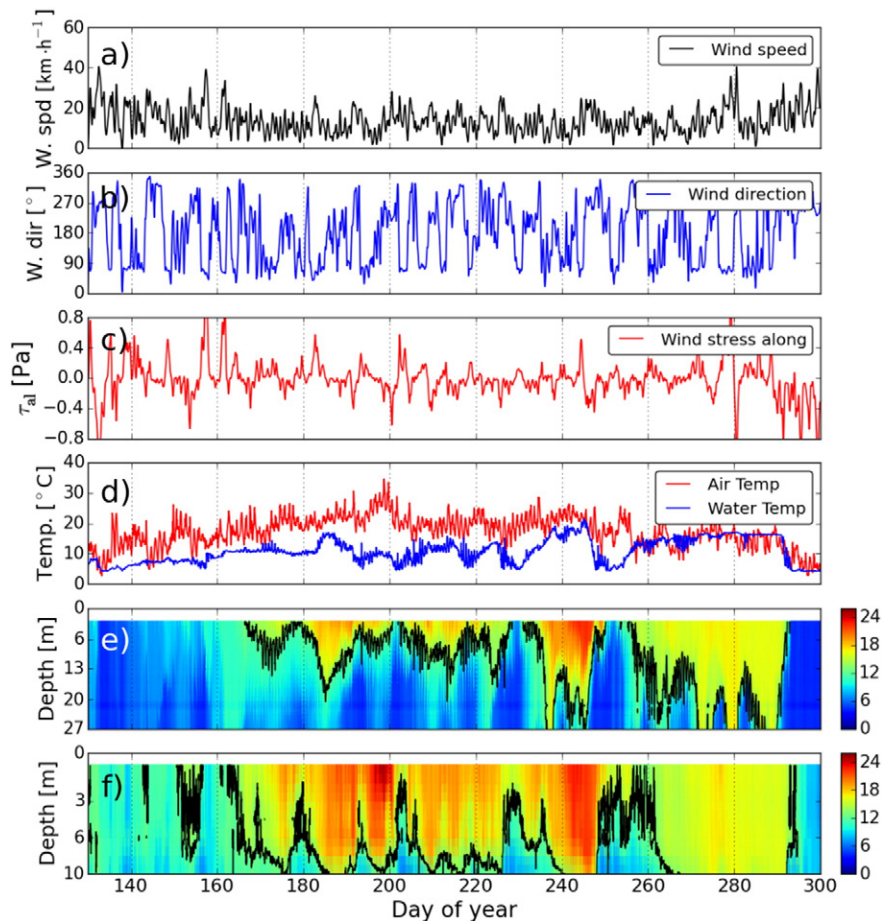 a)
W. spd [km·h⁻¹]
60
40
20
0
Wind speed
b)
W. dir [°]
360
270
180
90
0
Wind direction
c)
τal [Pa]
0.8
0.4
0.0
−0.4
−0.8
Wind stress along
d)
Temp. [°C]
40
30
20
10
0
Air Temp
Water Temp
e)
Depth [m]
0
6
13
20
27
24
18
12
6
0
f)
Depth [m]
0
3
6
10
24
18
12
6
0
140 160 180 200 220 240 260 280 300
Day of year